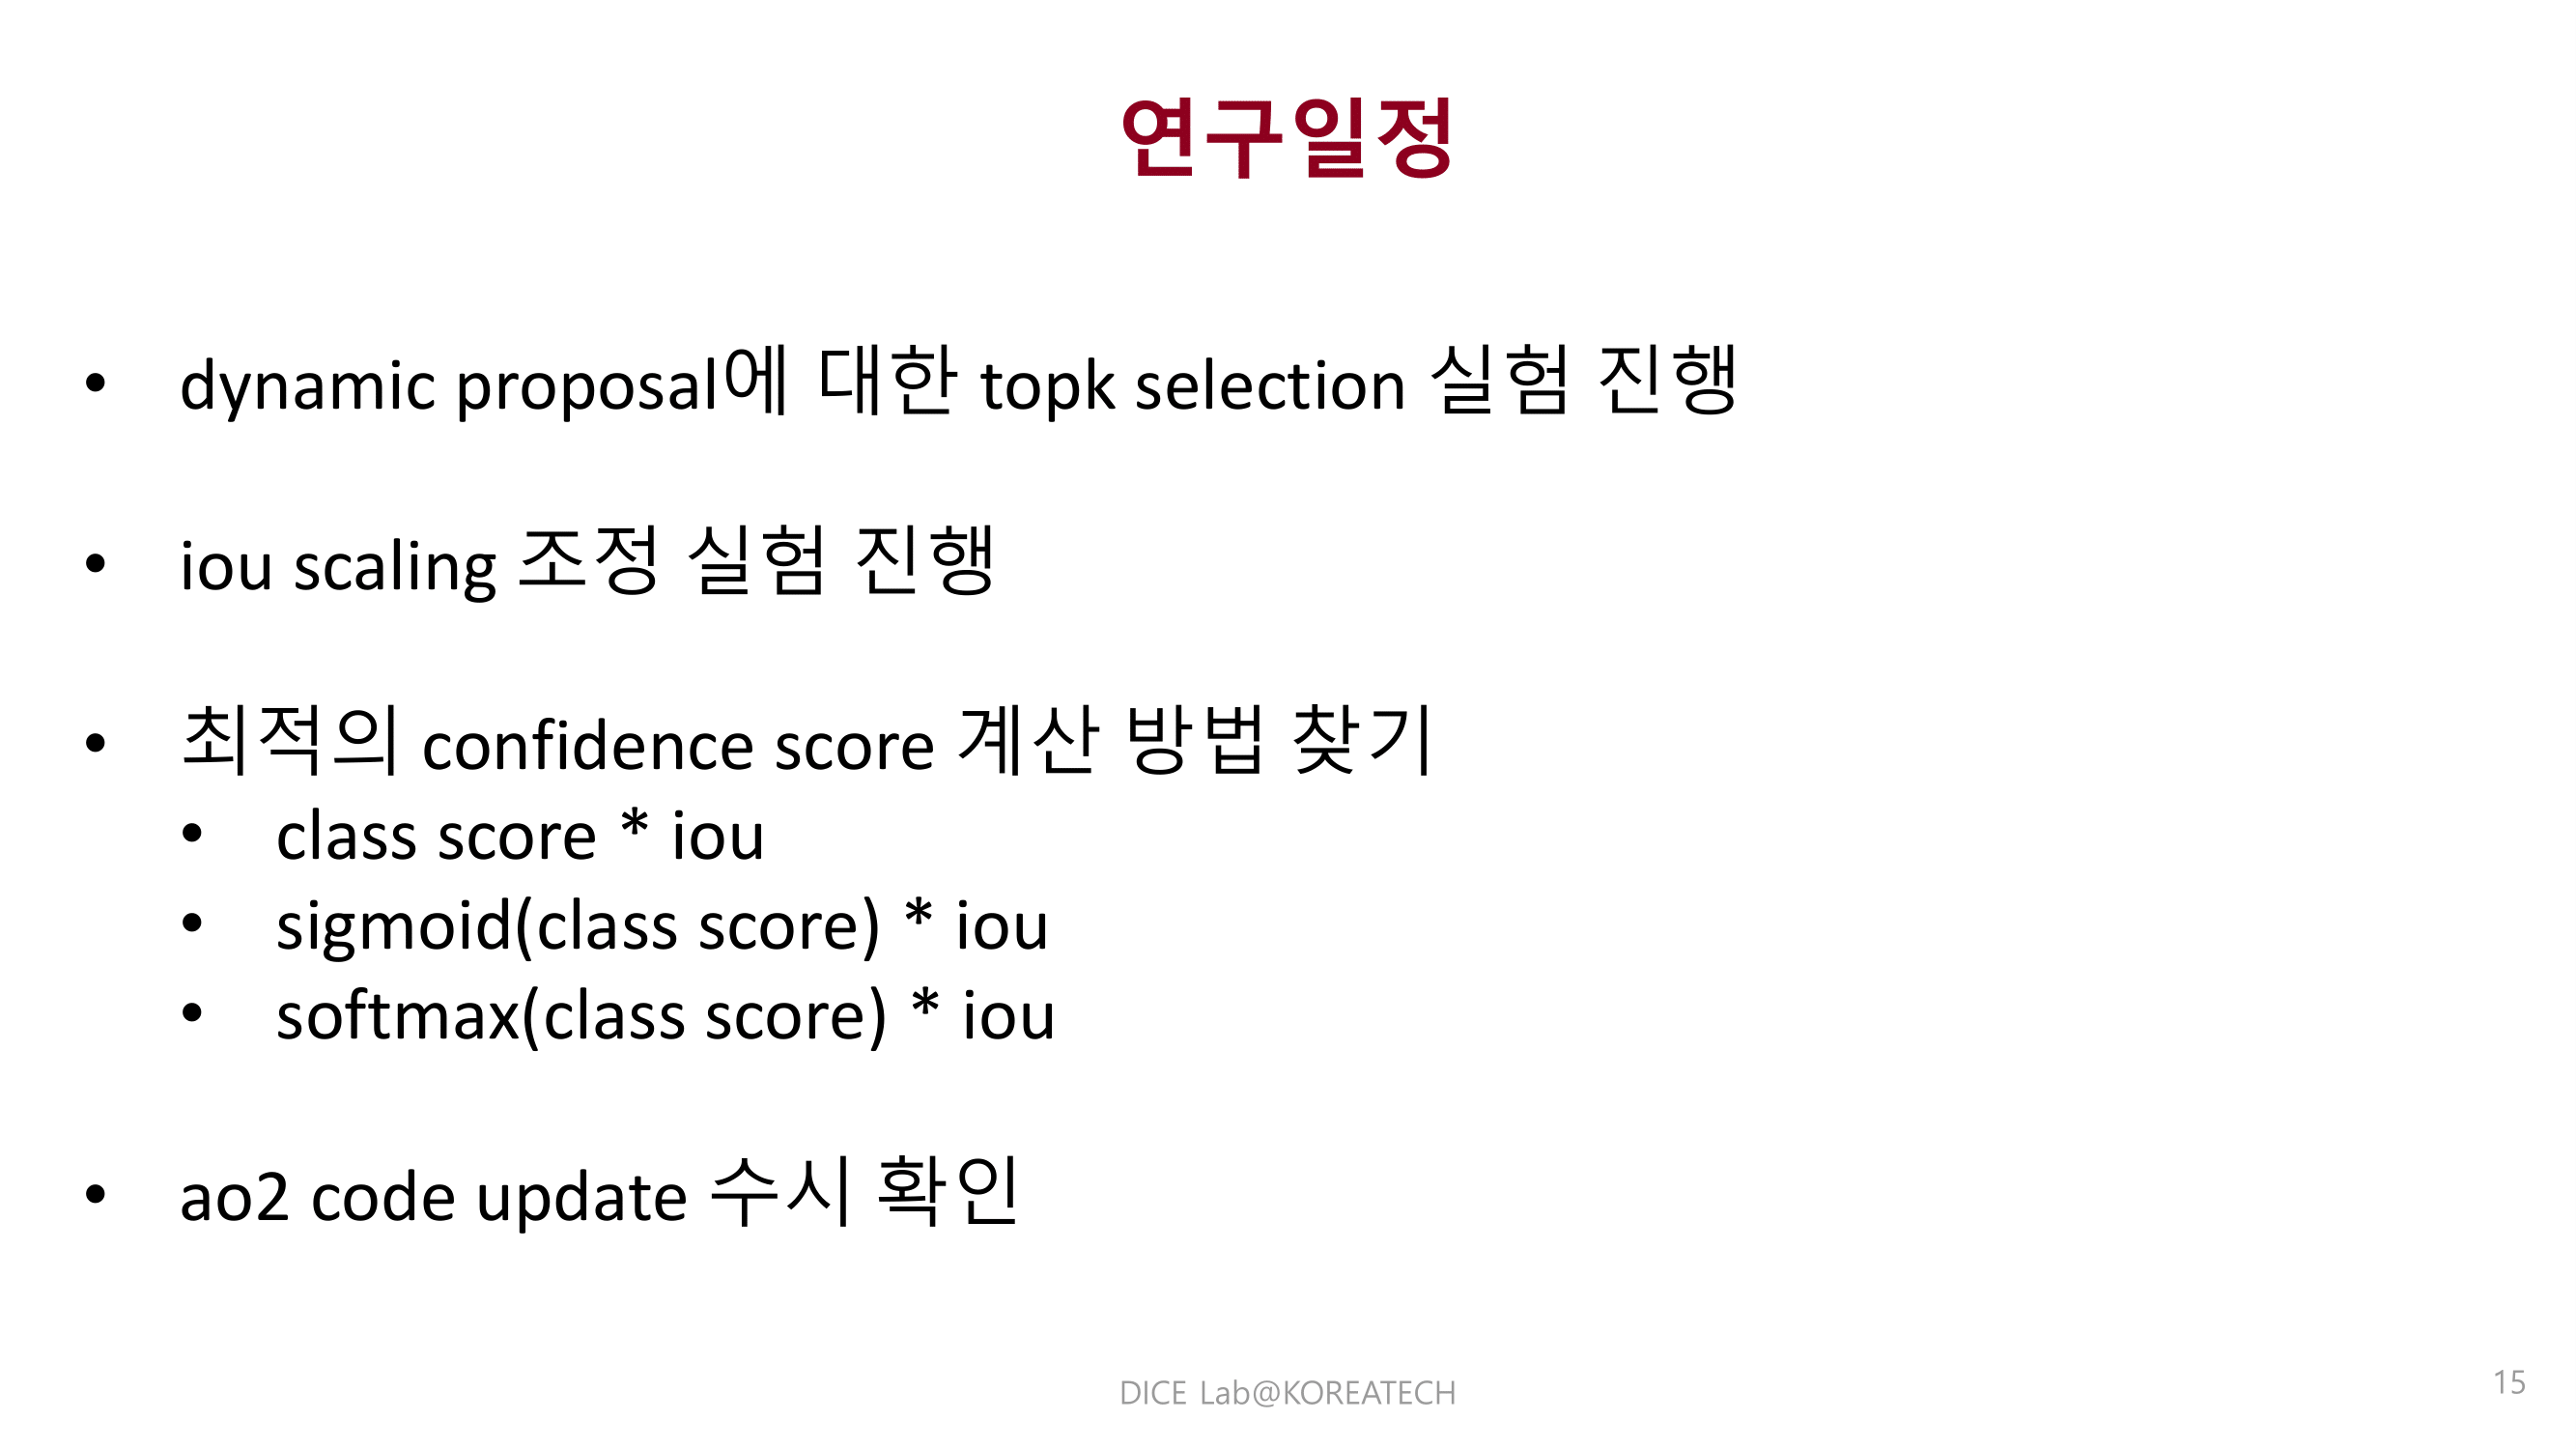 연구일정
• dynamic proposal에 대한 topk selection 실험 진행
• iou scaling 조정 실험 진행
• 최적의 confidence score 계산 방법 찾기
• class score * iou
• sigmoid(class score) * iou
• softmax(class score) * iou
• ao2 code update 수시 확인
DICE Lab@KOREATECH
15